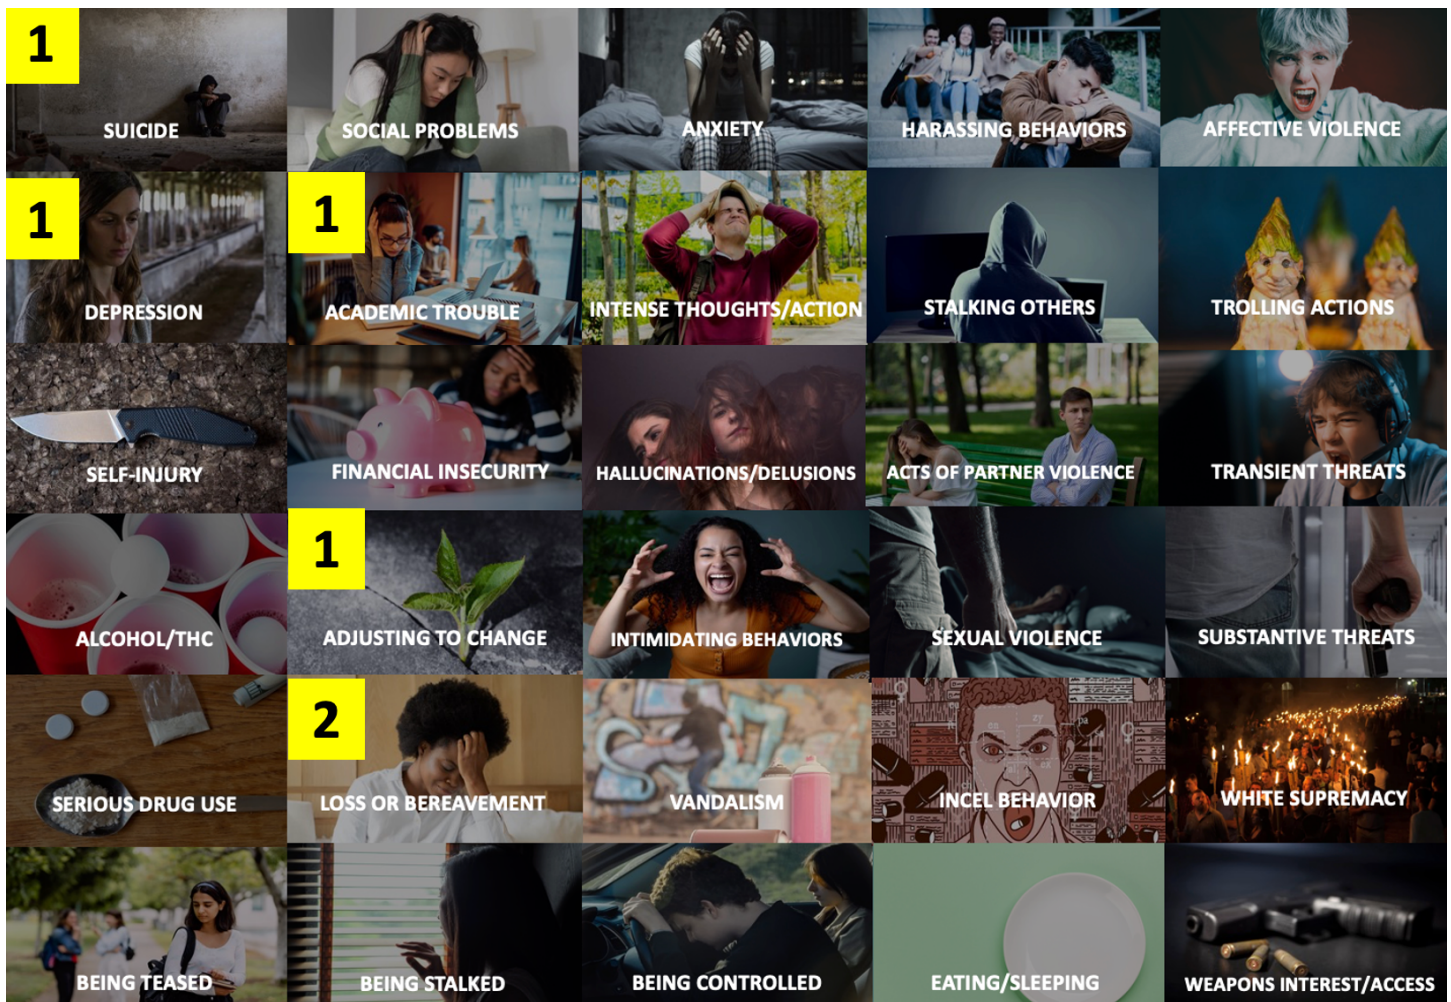 1
SUICIDE
SOCIAL PROBLEMS
ANXIETY
HARASSING BEHAVIORS
AFFECTIVE VIOLENCE
1
DEPRESSION
1
ACADEMIC TROUBLE
INTENSE THOUGHTS/ACTION
STALKING OTHERS
TROLLING ACTIONS
SELF-INJURY
FINANCIAL INSECURITY
HALLUCINATIONS/DELUSIONS
ACTS OF PARTNER VIOLENCE
TRANSIENT THREATS
ALCOHOL/THC
1
ADJUSTING TO CHANGE
INTIMIDATING BEHAVIORS
SEXUAL VIOLENCE
SUBSTANTIVE THREATS
SERIOUS DRUG USE
2
LOSS OR BEREAVEMENT
VANDALISM
INCEL BEHAVIOR
WHITE SUPREMACY
BEING TEASED
BEING STALKED
BEING CONTROLLED
EATING/SLEEPING
WEAPONS INTEREST/ACCESS